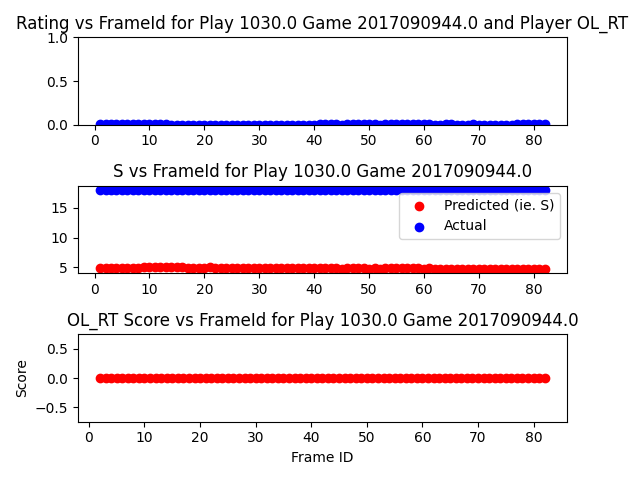 Rating vs FrameId for Play 1030.0 Game 2017090944.0 and Player OL_RT
1.0
0.5
0.0
0 10 20 30 40 50 60 70 80
S vs FrameId for Play 1030.0 Game 2017090944.0
15
10
5
Predicted (ie. S)
Actual
0 10 20 30 40 50 60 70 80
OL_RT Score vs FrameId for Play 1030.0 Game 2017090944.0
Score
0.5
0.0
−0.5
0 10 20 30 40 50 60 70 80
Frame ID